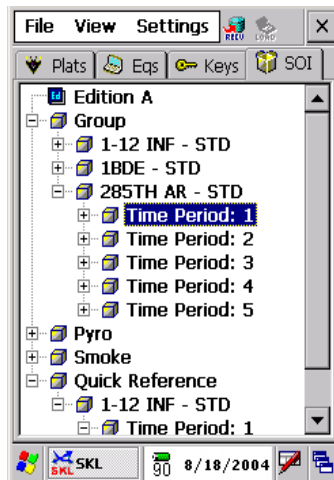 File View Settings RECV LOAD X
Plats Eqs Keys SOI
Ed Edition A
Group
1-12 INF - STD
1BDE - STD
285TH AR - STD
Time Period: 1
Time Period: 2
Time Period: 3
Time Period: 4
Time Period: 5
Pyro
Smoke
Quick Reference
1-12 INF - STD
Time Period: 1
SKL SKL 90 8/18/2004